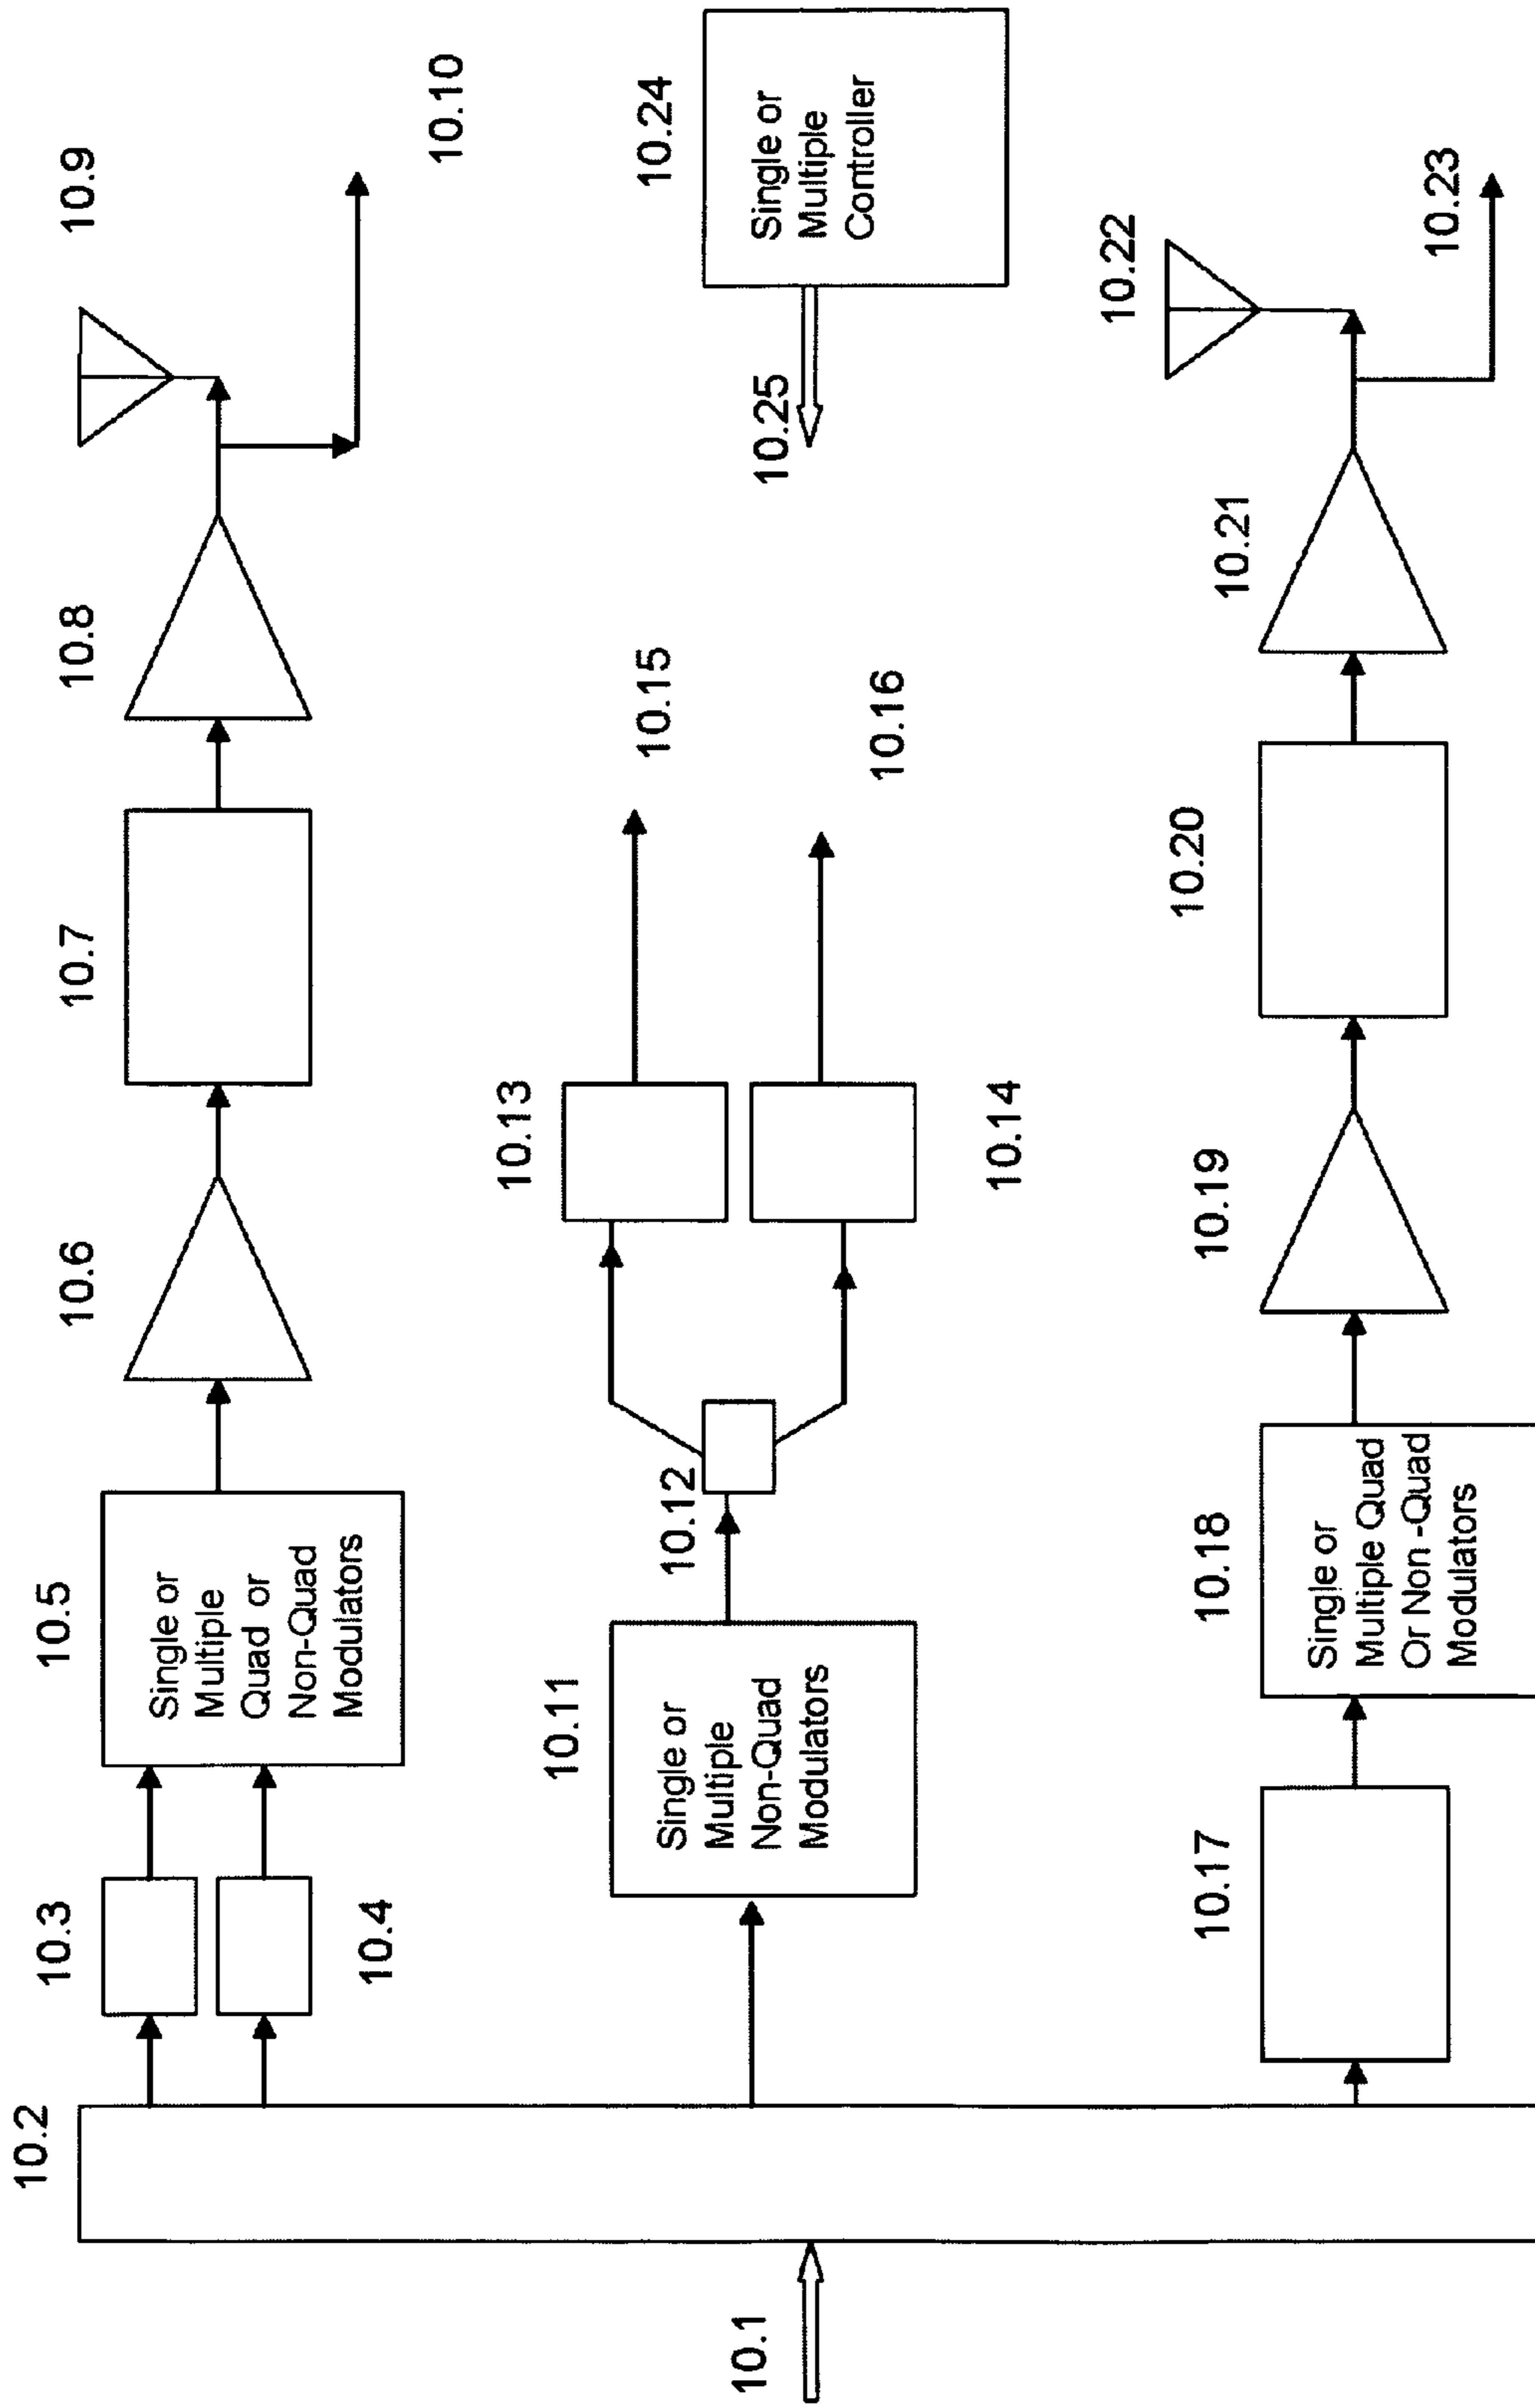 10.9
10.10
10.8
10.7
10.6
10.5
Single or
Multiple
Quad or
Non-Quad
Modulators
10.3
10.4
10.2
10.1
10.24
Single or
Multiple
Controller
10.25
10.15
10.16
10.13
10.14
10.12
10.11
Single or
Multiple
Non-Quad
Modulators
10.22
10.23
10.21
10.20
10.19
10.18
Single or
Multiple Quad
Or Non -Quad
Modulators
10.17